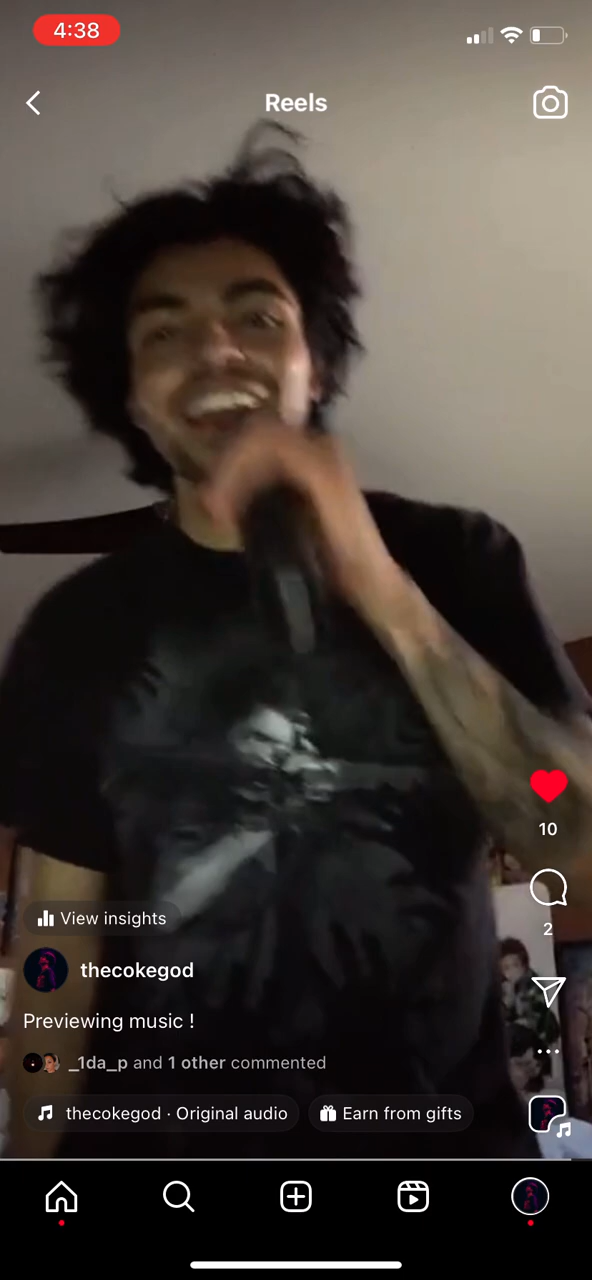 4:38
Reels
10
2
View insights
thecokegod
Previewing music !
_1da_p and 1 other commented
thecokegod · Original audio
Earn from gifts